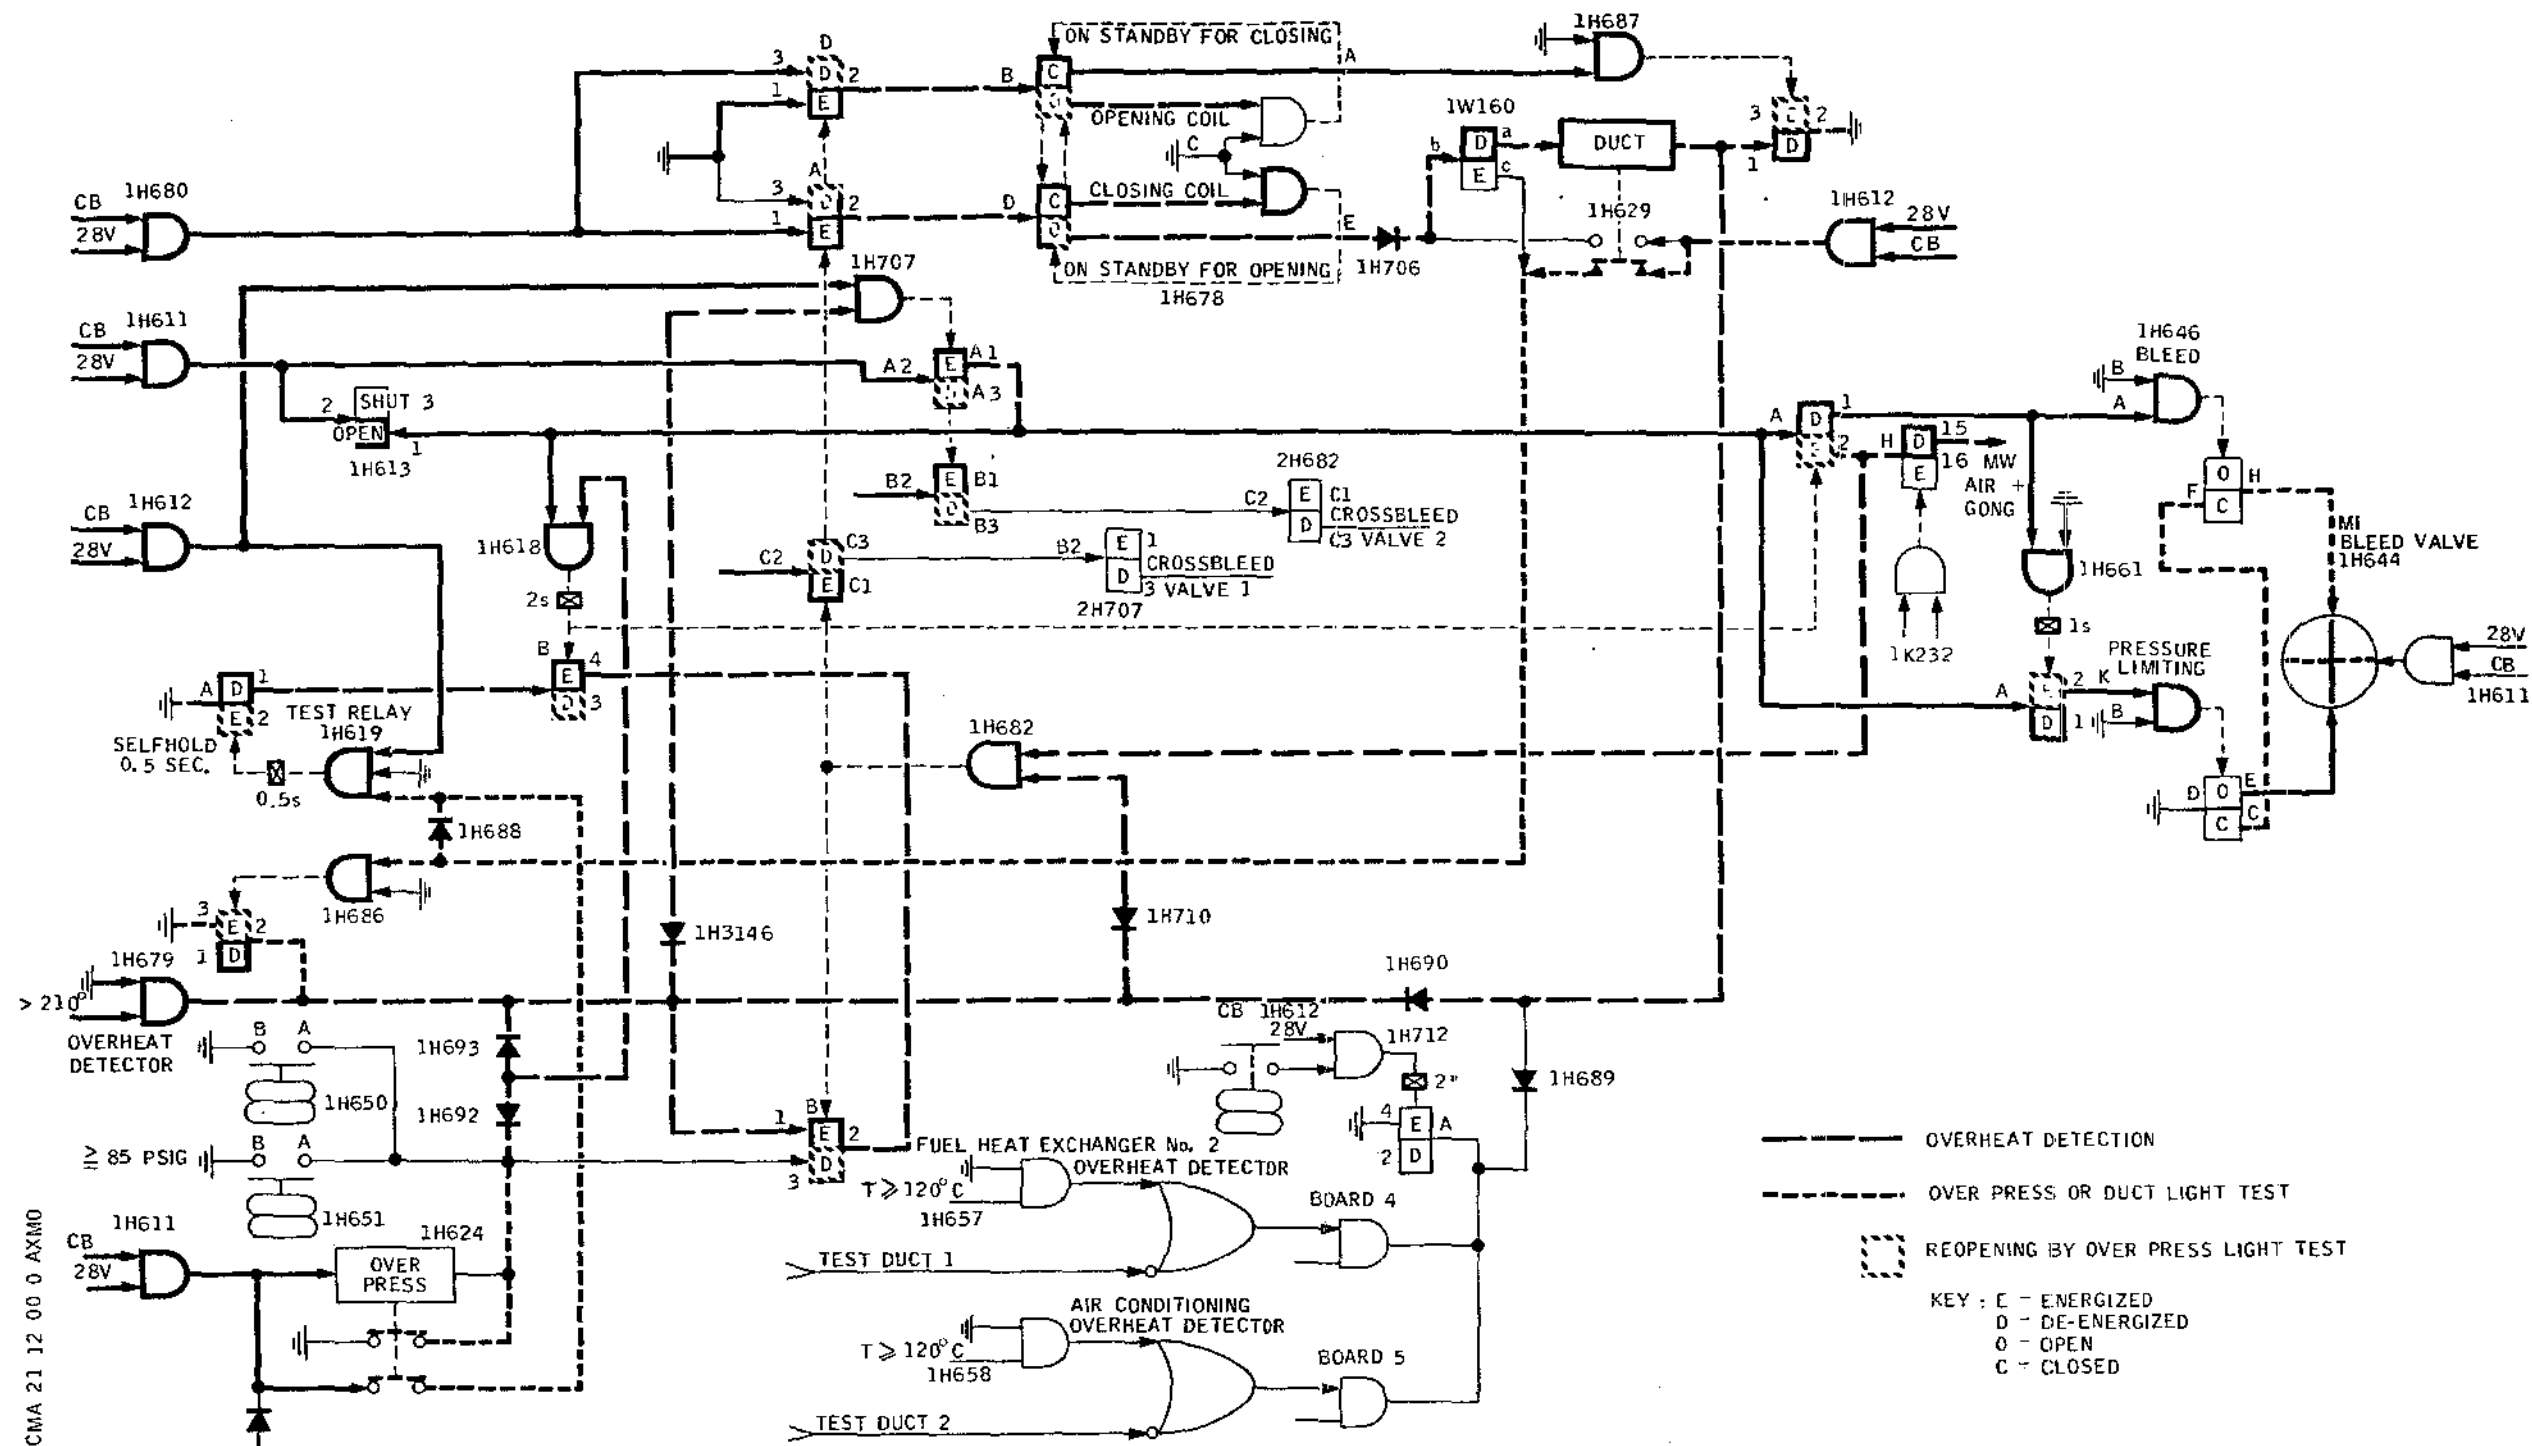 1H687
ON STANDBY FOR CLOSING
A
D
3
D 2
1
E
B
C
OPENING COIL
C
1W160
b
D a
E c
DUCT
3 2
1
D
1H680
CB
28V
A
3
2
1
E
D
C
CLOSING COIL
E
1H629
1H612
28V
CB
ON STANDBY FOR OPENING
1H678
1H706
1H707
1H611
CB
28V
A2
E A1
A3
2
SHUT 3
OPEN
1
1H613
1H646
BLEED
B
A
A
D 1
2
H
D 15
16 MW
E
AIR +
GONG
1H612
CB
28V
B2
E B1
D B3
2H682
C2
E C1
D
CROSSBLEED
C3 VALVE 2
1H618
C2
D C3
E C1
B2
E 1
D
CROSSBLEED
3 VALVE 1
2H707
2s
O H
F
C
MI
BLEED VALVE
1H644
1H661
1s
1K232
B
E 4
D 3
A
D 1
E 2
TEST RELAY
1H619
SELFHOLD
0.5 SEC.
0.5s
PRESSURE
LIMITING
A
2 K
D 1
B
28V
CB
1H611
1H682
D
O E
C C
1H688
1H686
3
E 2
1
D
1H3146
1H710
1H679
> 210°
OVERHEAT
DETECTOR
1H690
B A
1H650
1H693
1H692
CB 1H612
28V
1H712
2"
1H689
4
E A
2
D
B
1
E 2
D
3
≥ 85 PSIG
B A
1H651
FUEL HEAT EXCHANGER No. 2
OVERHEAT DETECTOR
T ⩾ 120°C
1H657
BOARD 4
TEST DUCT 1
1H611
CB
28V
1H624
OVER
PRESS
AIR CONDITIONING
OVERHEAT DETECTOR
T ⩾ 120°C
1H658
BOARD 5
TEST DUCT 2
OVERHEAT DETECTION
OVER PRESS OR DUCT LIGHT TEST
REOPENING BY OVER PRESS LIGHT TEST
KEY : E - ENERGIZED
D - DE-ENERGIZED
O - OPEN
C - CLOSED
CMA 21 12 00 0 AXMO